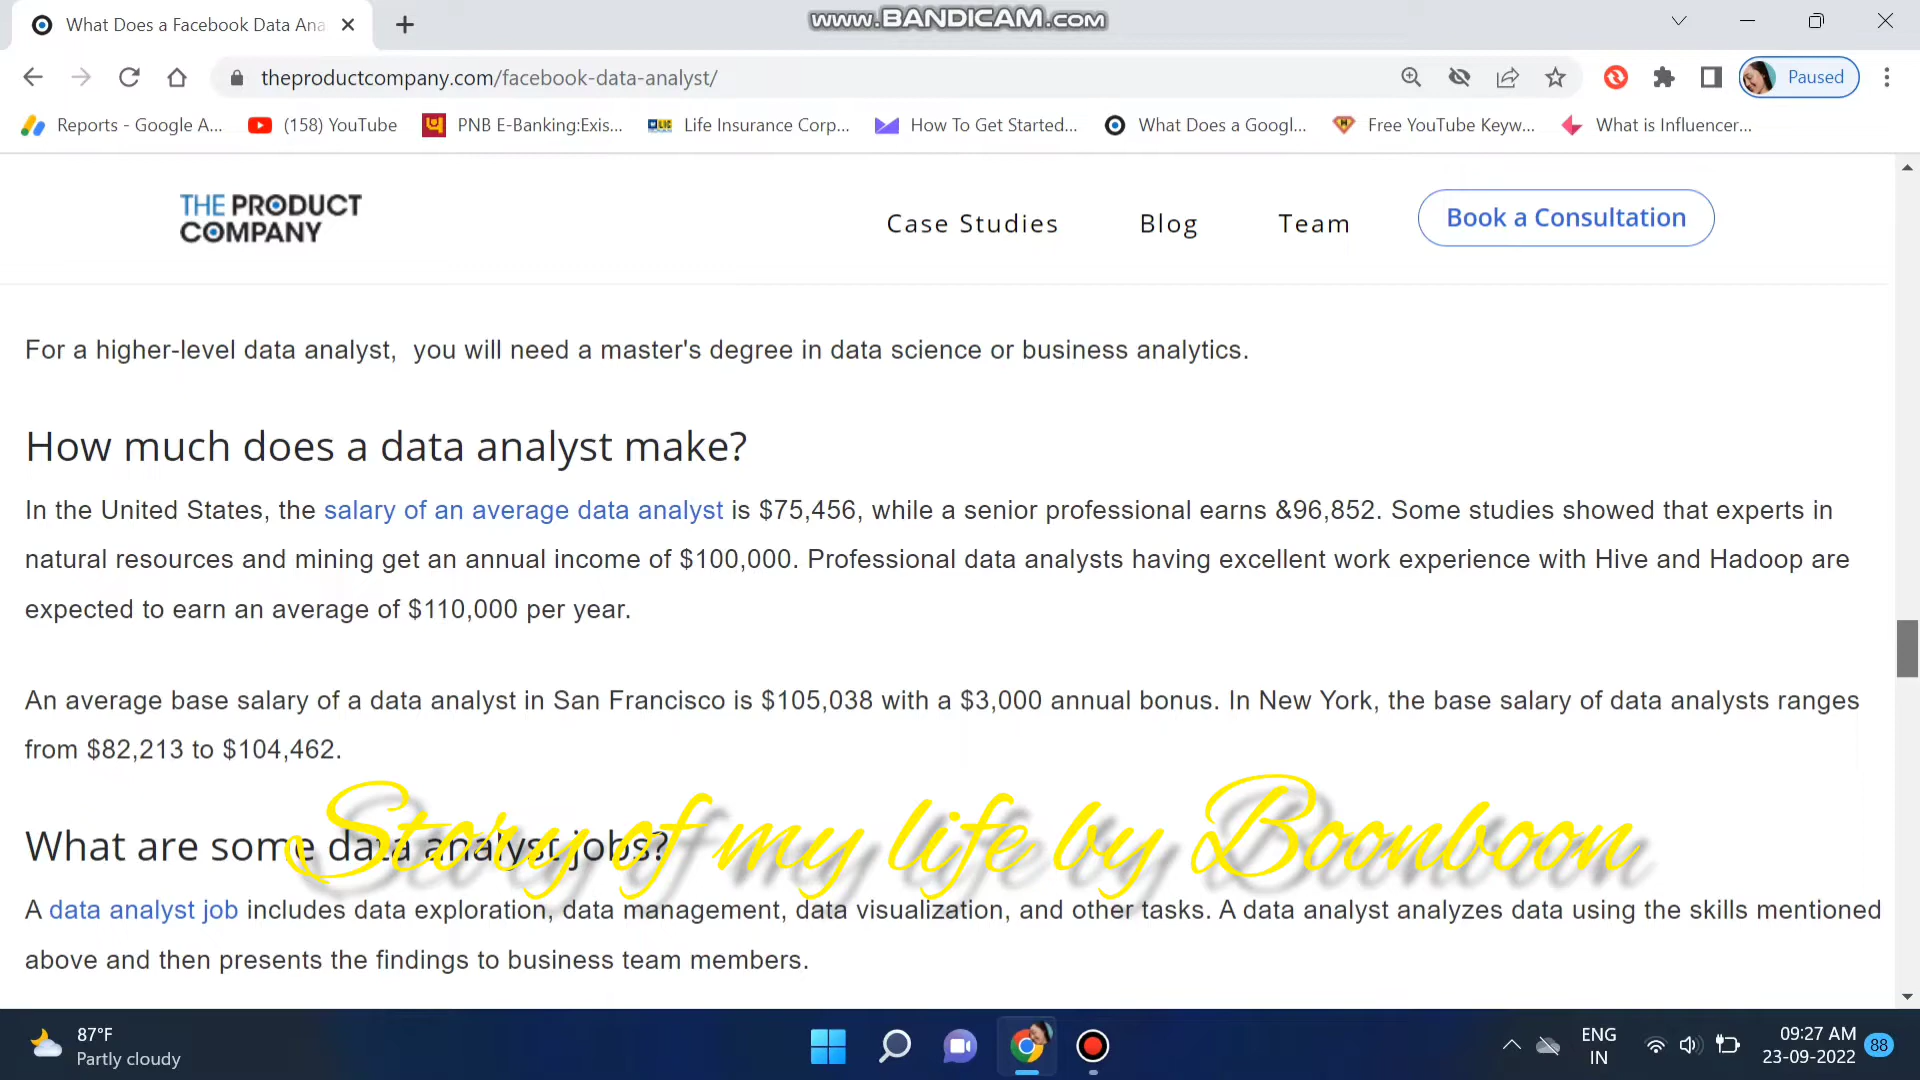 What Does a Facebook Data Ana
www.BANDICAM.com
theproductcompany.com/facebook-data-analyst/
Paused
Reports - Google A...
(158) YouTube
PNB E-Banking:Exis...
Life Insurance Corp...
How To Get Started...
What Does a Googl...
Free YouTube Keyw...
What is Influencer...
THE PRODUCT
COMPANY
Case Studies
Blog
Team
Book a Consultation
For a higher-level data analyst,  you will need a master's degree in data science or business analytics.
How much does a data analyst make?
In the United States, the salary of an average data analyst is $75,456, while a senior professional earns &96,852. Some studies showed that experts in
natural resources and mining get an annual income of $100,000. Professional data analysts having excellent work experience with Hive and Hadoop are
expected to earn an average of $110,000 per year.
An average base salary of a data analyst in San Francisco is $105,038 with a $3,000 annual bonus. In New York, the base salary of data analysts ranges
from $82,213 to $104,462.
Story of my life by Boonboon
What are some data analyst jobs?
A data analyst job includes data exploration, data management, data visualization, and other tasks. A data analyst analyzes data using the skills mentioned
above and then presents the findings to business team members.
87°F
Partly cloudy
ENG
IN
09:27 AM
23-09-2022
88